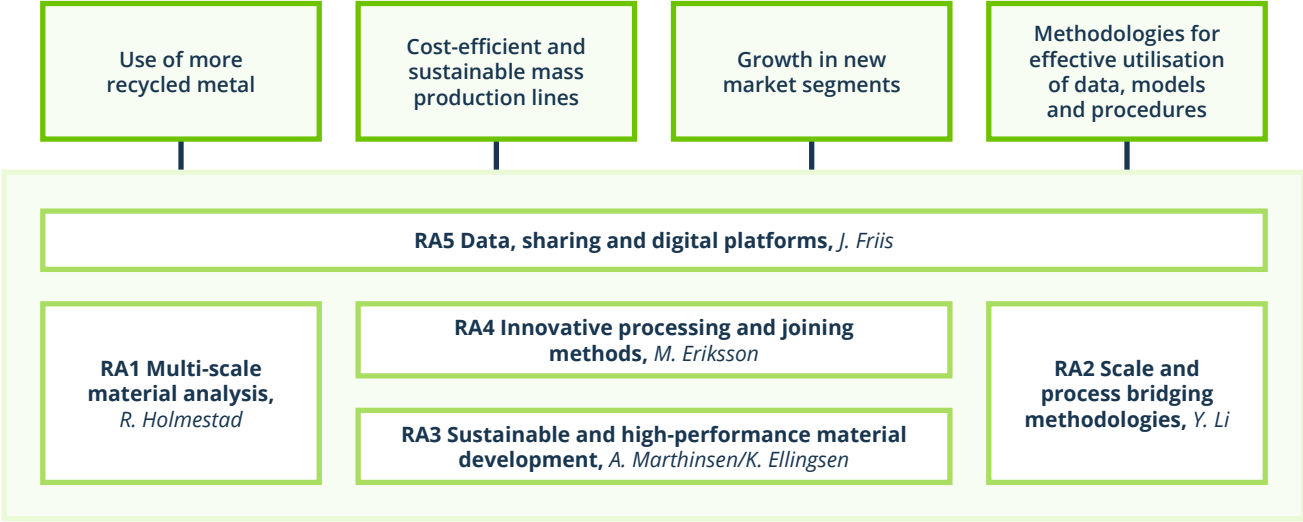 Use of more
recycled metal
Cost-efficient and
sustainable mass
production lines
Growth in new
market segments
Methodologies for
effective utilisation
of data, models
and procedures
RA5 Data, sharing and digital platforms, J. Friis
RA1 Multi-scale
material analysis,
R. Holmestad
RA4 Innovative processing and joining
methods, M. Eriksson
RA3 Sustainable and high-performance material
development, A. Marthinsen/K. Ellingsen
RA2 Scale and
process bridging
methodologies, Y. Li